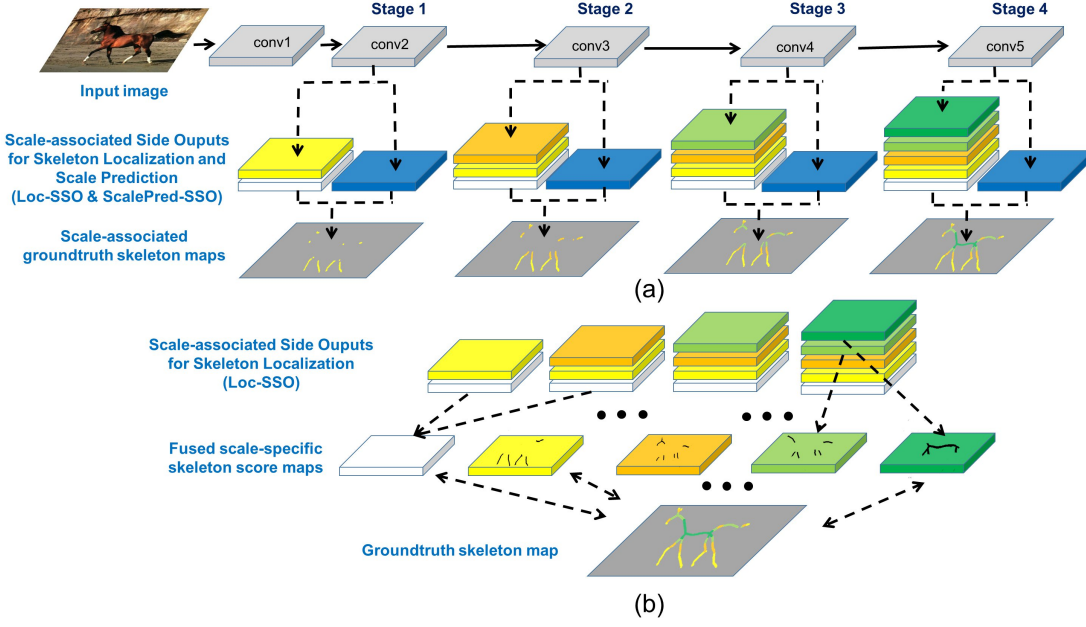 Stage 1
Stage 2
Stage 3
Stage 4
conv1
conv2
conv3
conv4
conv5
Input image
Scale-associated Side Ouputs
for Skeleton Localization and
Scale Prediction
(Loc-SSO & ScalePred-SSO)
Scale-associated
groundtruth skeleton maps
(a)
Scale-associated Side Ouputs
for Skeleton Localization
(Loc-SSO)
Fused scale-specific
skeleton score maps
Groundtruth skeleton map
(b)